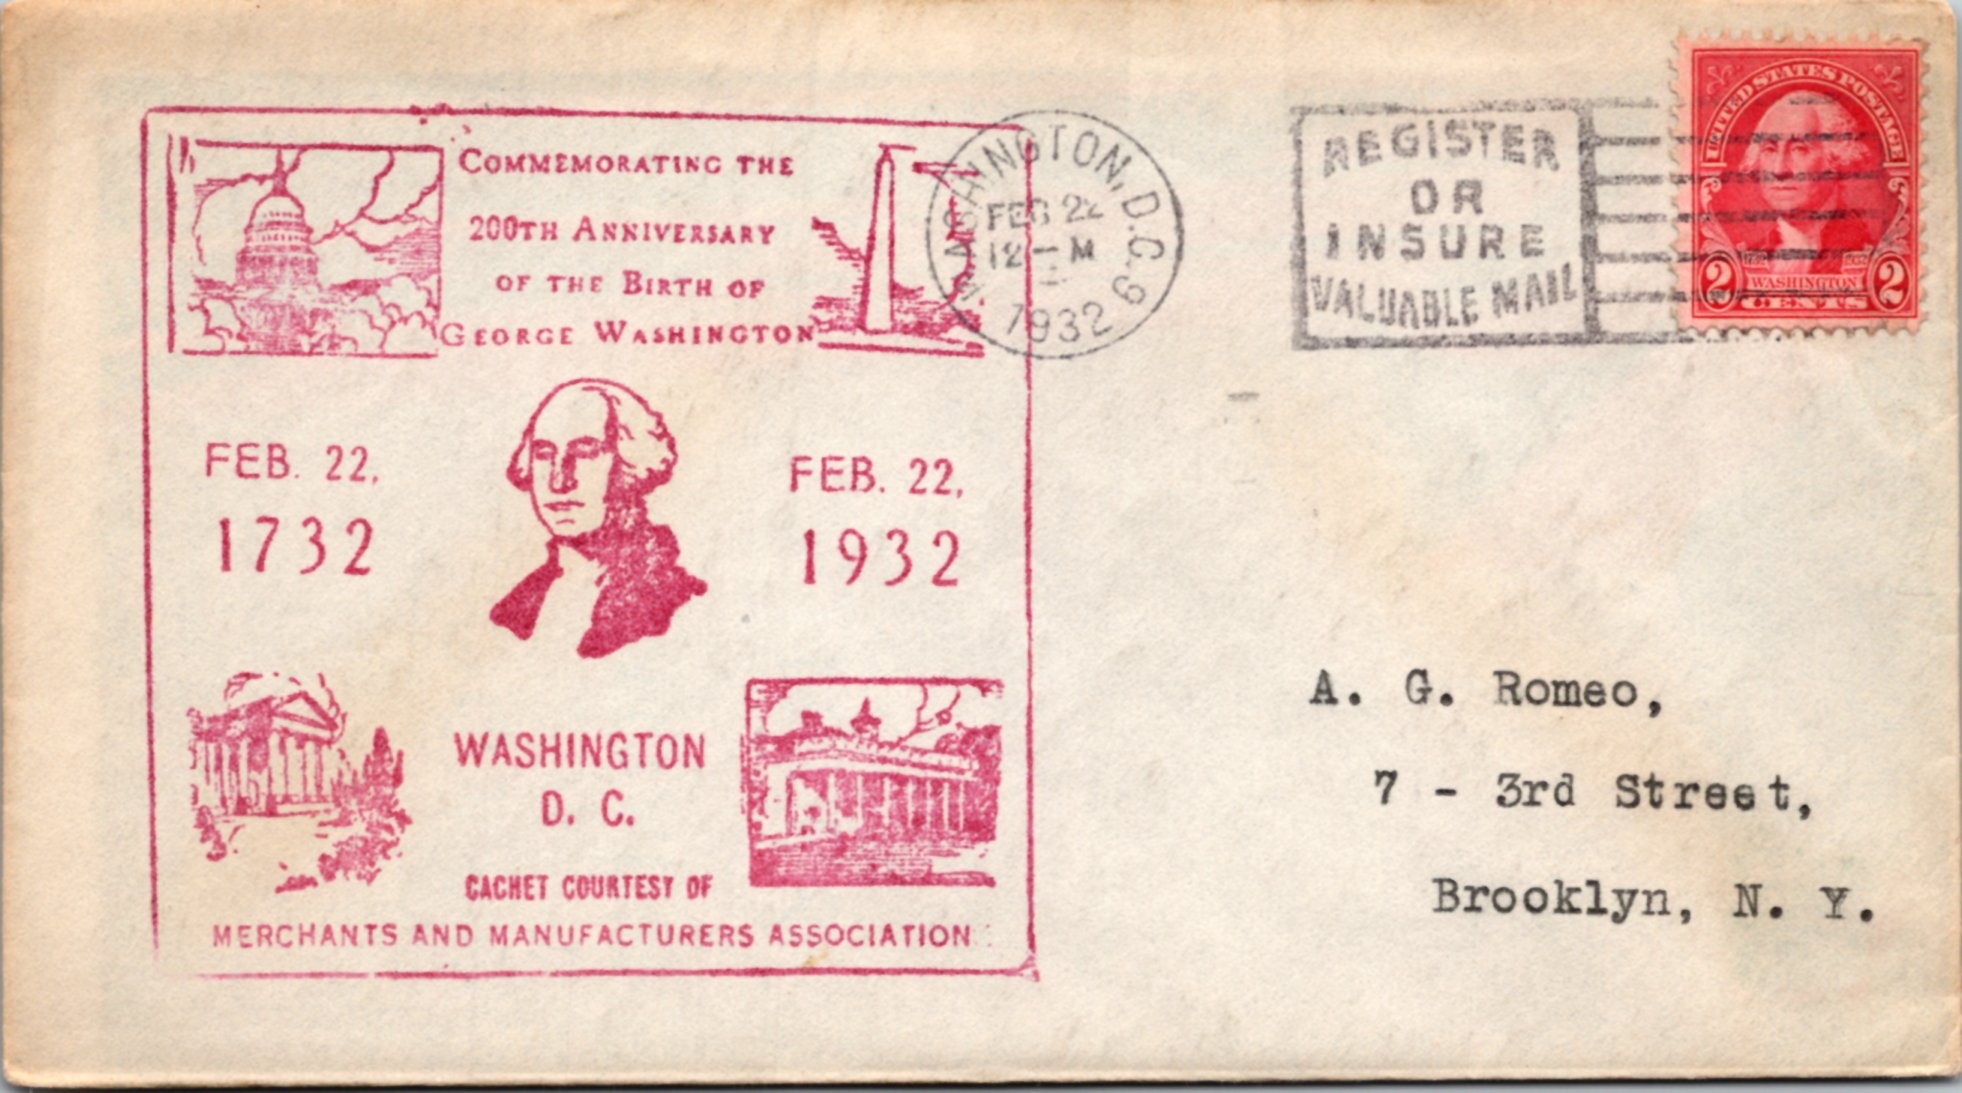 COMMEMORATING THE
200TH ANNIVERSARY
OF THE BIRTH OF
GEORGE WASHINGTON
FEB. 22,
1732
FEB. 22,
1932
WASHINGTON
D. C.
CACHET COURTESY OF
MERCHANTS AND MANUFACTURERS ASSOCIATION
WASHINGTON, D.C. 9
FEB 22
12 - M
1932
REGISTER
OR
INSURE
VALUABLE MAIL
UNITED STATES POSTAGE
2 WASHINGTON 2
CENTS
A. G. Romeo,
7 - 3rd Street,
Brooklyn, N. Y.